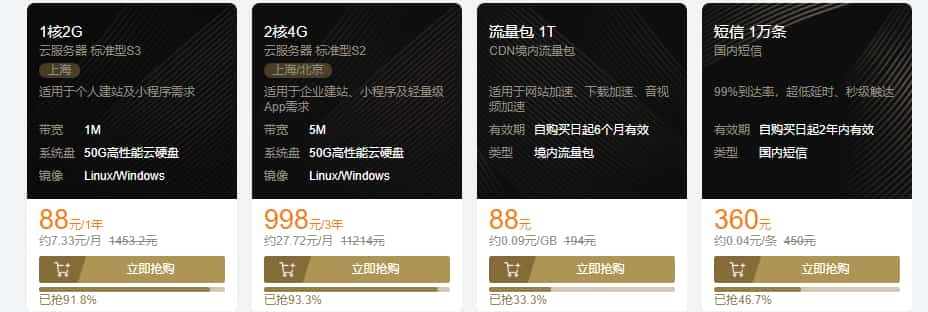 1核2G
云服务器 标准型S3
上海
适用于个人建站及小程序需求
带宽 1M
系统盘 50G高性能云硬盘
镜像 Linux/Windows
88元/1年
约7.33元/月 1453.2元
立即抢购
已抢91.8%
2核4G
云服务器 标准型S2
上海/北京
适用于企业建站、小程序及轻量级
App需求
带宽 5M
系统盘 50G高性能云硬盘
镜像 Linux/Windows
998元/3年
约27.72元/月 11214元
立即抢购
已抢93.3%
流量包 1T
CDN境内流量包
适用于网站加速、下载加速、音视
频加速
有效期 自购买日起6个月有效
类型 境内流量包
88元
约0.09元/GB 194元
立即抢购
已抢33.3%
短信 1万条
国内短信
99%到达率，超低延时、秒级触达
有效期 自购买日起2年内有效
类型 国内短信
360元
约0.04元/条 450元
立即抢购
已抢46.7%